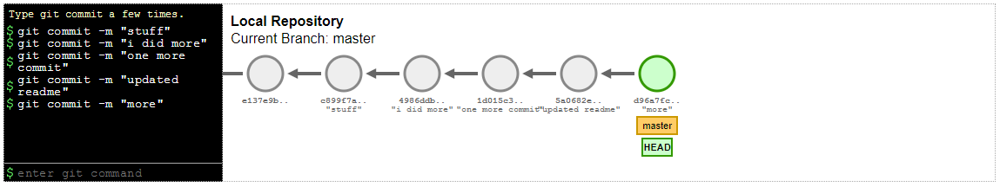 Type git commit a few times.
$ git commit -m "stuff"
$ git commit -m "i did more"
$ git commit -m "one more
commit"
$ git commit -m "updated
readme"
$ git commit -m "more"
$ enter git command
Local Repository
Current Branch: master
e137e9b.. c899f7a.. 4986ddb.. 1d015c3.. 5a0682e.. d96a7fc..
"stuff" "i did more" "one more commit" "updated readme" "more"
master
HEAD